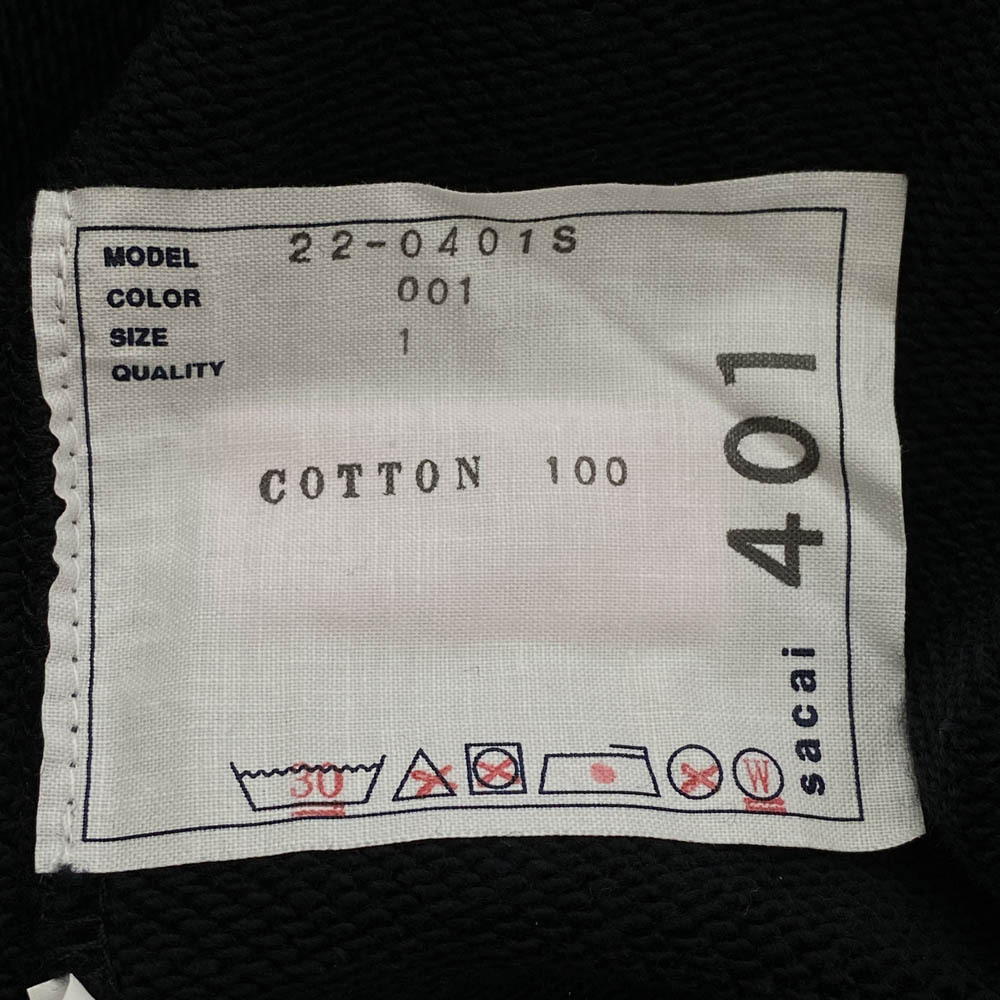 MODEL 22-0401S
COLOR 001
SIZE 1
QUALITY
COTTON 100
30
W
sacai 401